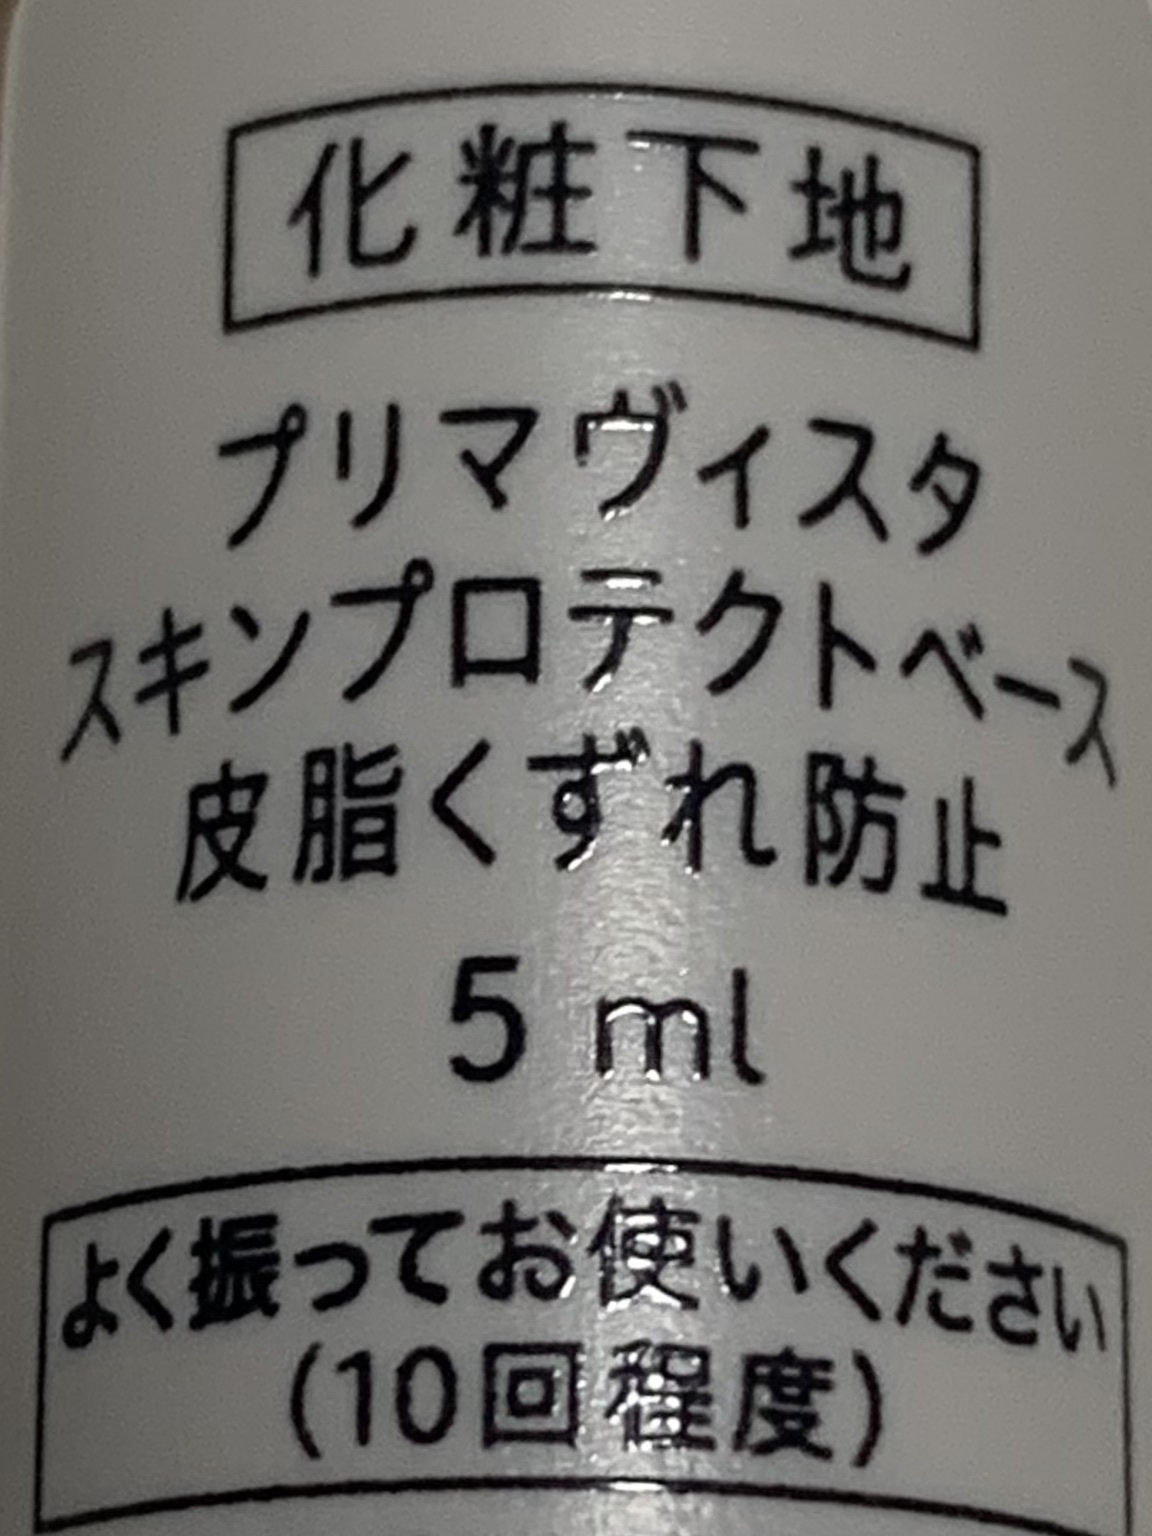 化粧下地
プリマヴィスタ
スキンプロテクトベース
皮脂くずれ防止
5 ml
よく振ってお使いください
(10回程度)